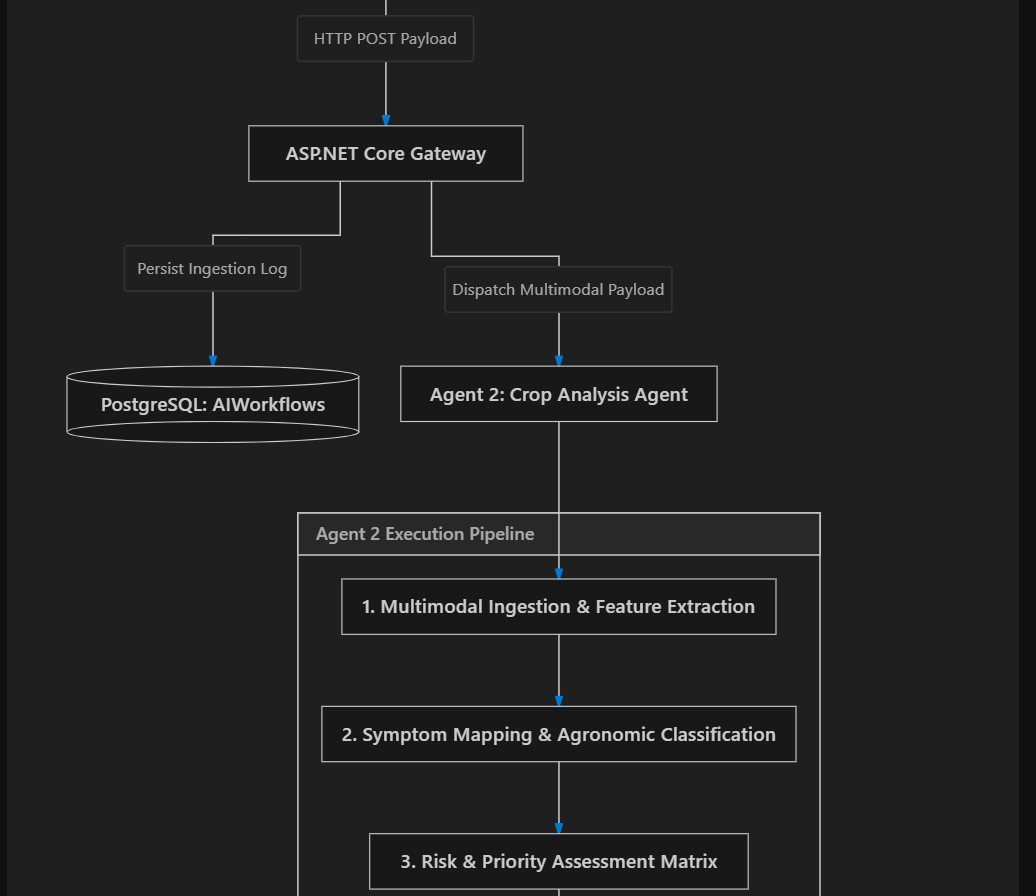 HTTP POST Payload
ASP.NET Core Gateway
Persist Ingestion Log
Dispatch Multimodal Payload
PostgreSQL: AIWorkflows
Agent 2: Crop Analysis Agent
Agent 2 Execution Pipeline
1. Multimodal Ingestion & Feature Extraction
2. Symptom Mapping & Agronomic Classification
3. Risk & Priority Assessment Matrix